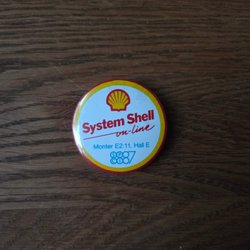 System Shell
on-line
Monter E2:11, Hall E